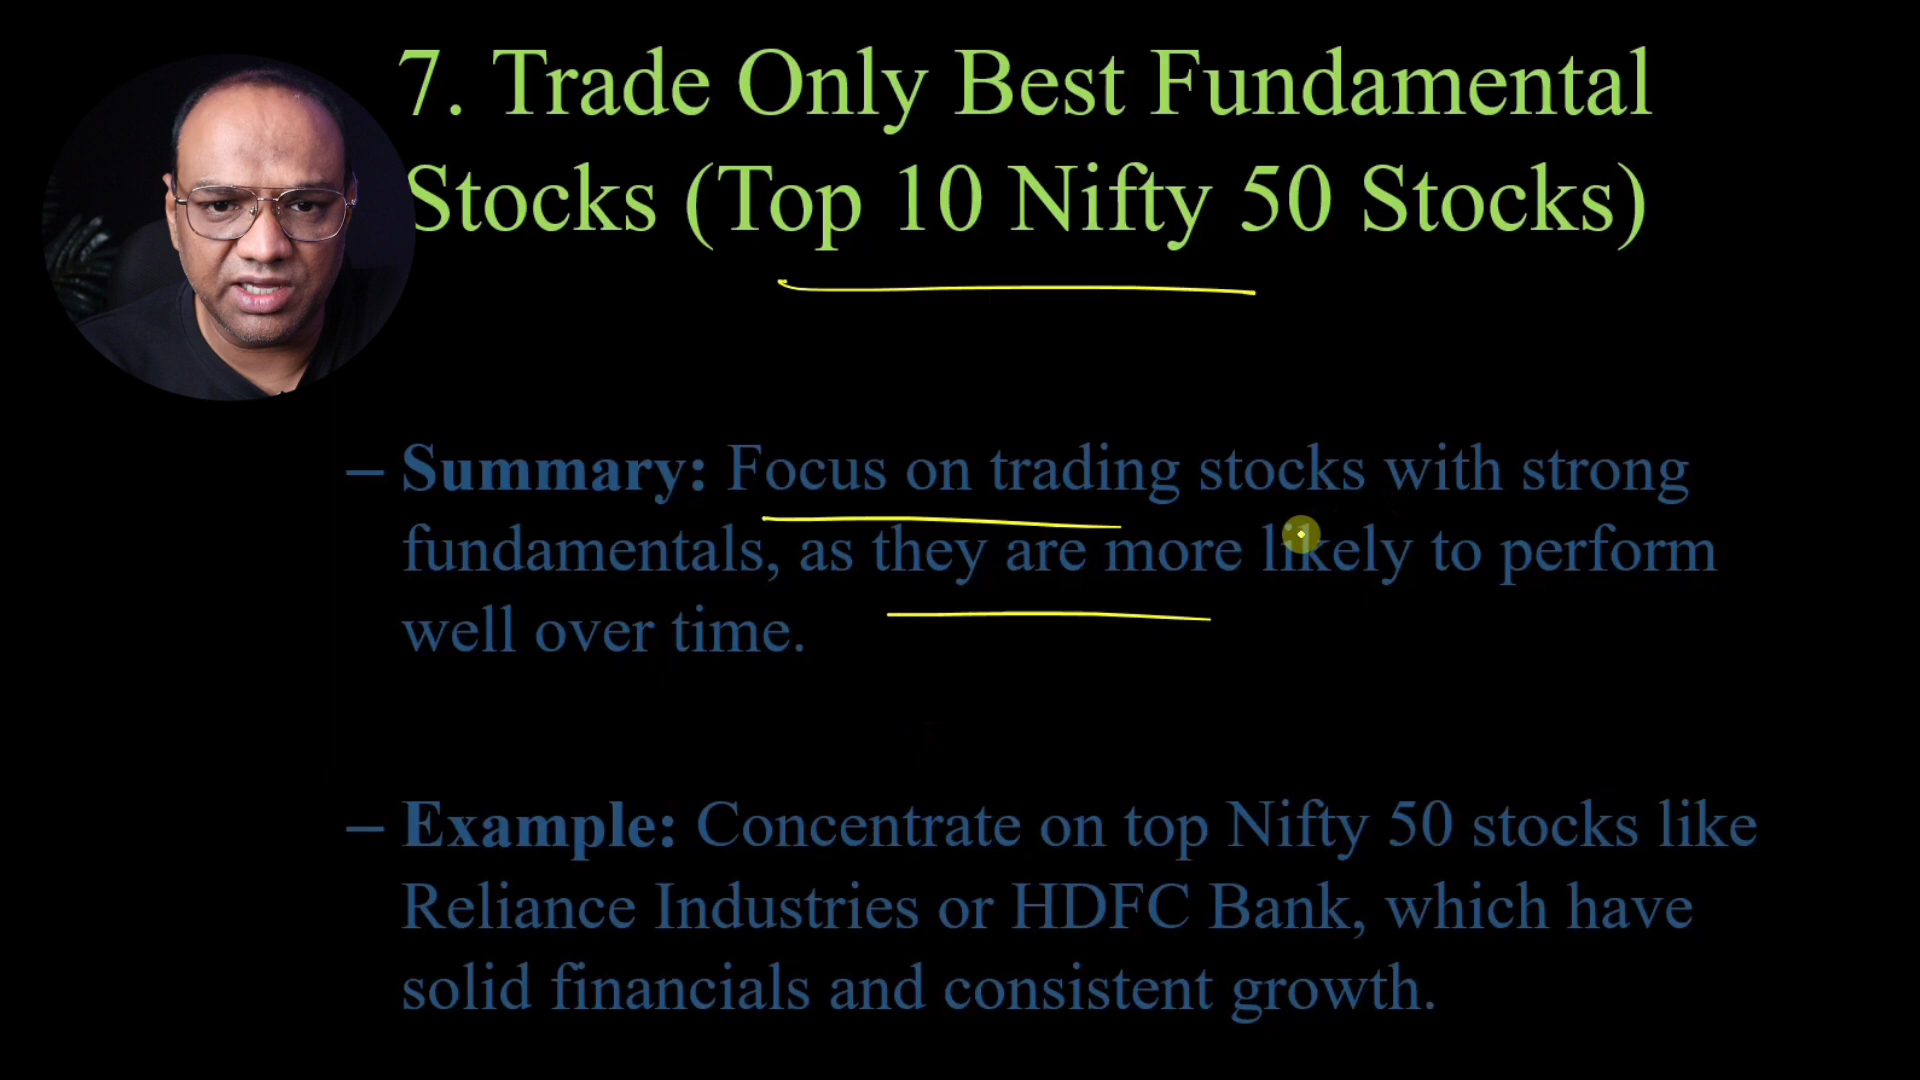 7. Trade Only Best Fundamental
Stocks (Top 10 Nifty 50 Stocks)
– Summary: Focus on trading stocks with strong
fundamentals, as they are more likely to perform
well over time.
– Example: Concentrate on top Nifty 50 stocks like
Reliance Industries or HDFC Bank, which have
solid financials and consistent growth.